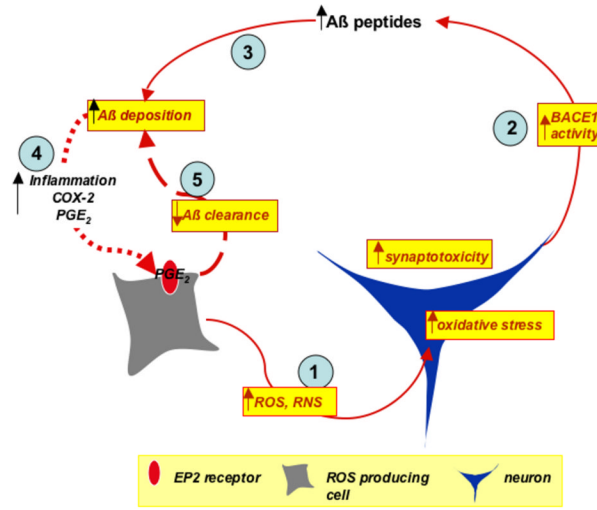 Aß peptides
3
Aß deposition
BACE1
activity
2
4
Inflammation
COX-2
PGE2
5
Aß clearance
synaptotoxicity
PGE2
oxidative stress
1
ROS, RNS
EP2 receptor
ROS producing
cell
neuron